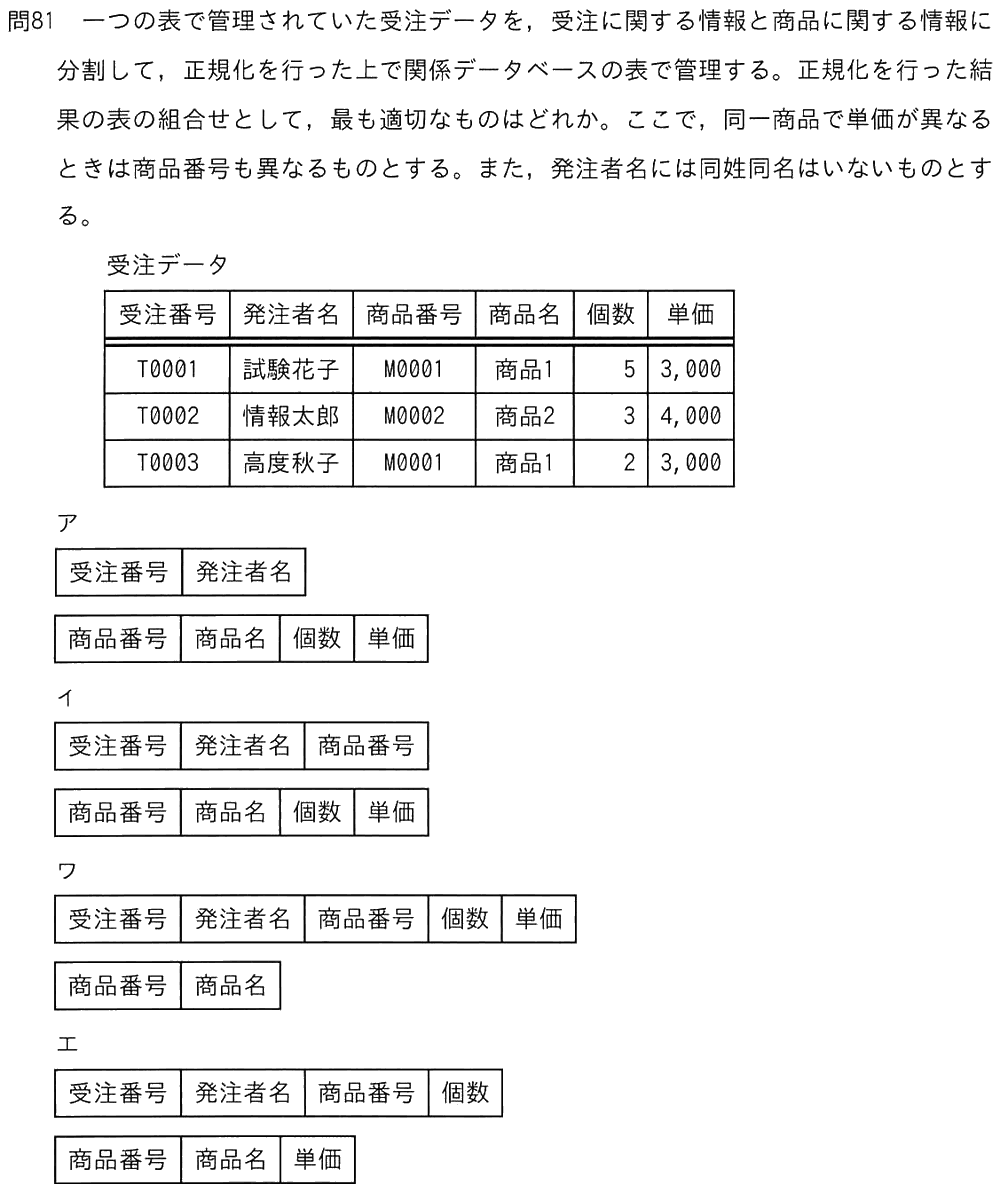 問81 一つの表で管理されていた受注データを，受注に関する情報と商品に関する情報に
分割して，正規化を行った上で関係データベースの表で管理する。正規化を行った結
果の表の組合せとして，最も適切なものはどれか。ここで，同一商品で単価が異なる
ときは商品番号も異なるものとする。また，発注者名には同姓同名はいないものとす
る。
受注データ
受注番号 発注者名 商品番号 商品名 個数 単価
T0001 試験花子 M0001 商品1 5 3,000
T0002 情報太郎 M0002 商品2 3 4,000
T0003 高度秋子 M0001 商品1 2 3,000
ア
受注番号 発注者名
商品番号 商品名 個数 単価
イ
受注番号 発注者名 商品番号
商品番号 商品名 個数 単価
ウ
受注番号 発注者名 商品番号 個数 単価
商品番号 商品名
エ
受注番号 発注者名 商品番号 個数
商品番号 商品名 単価